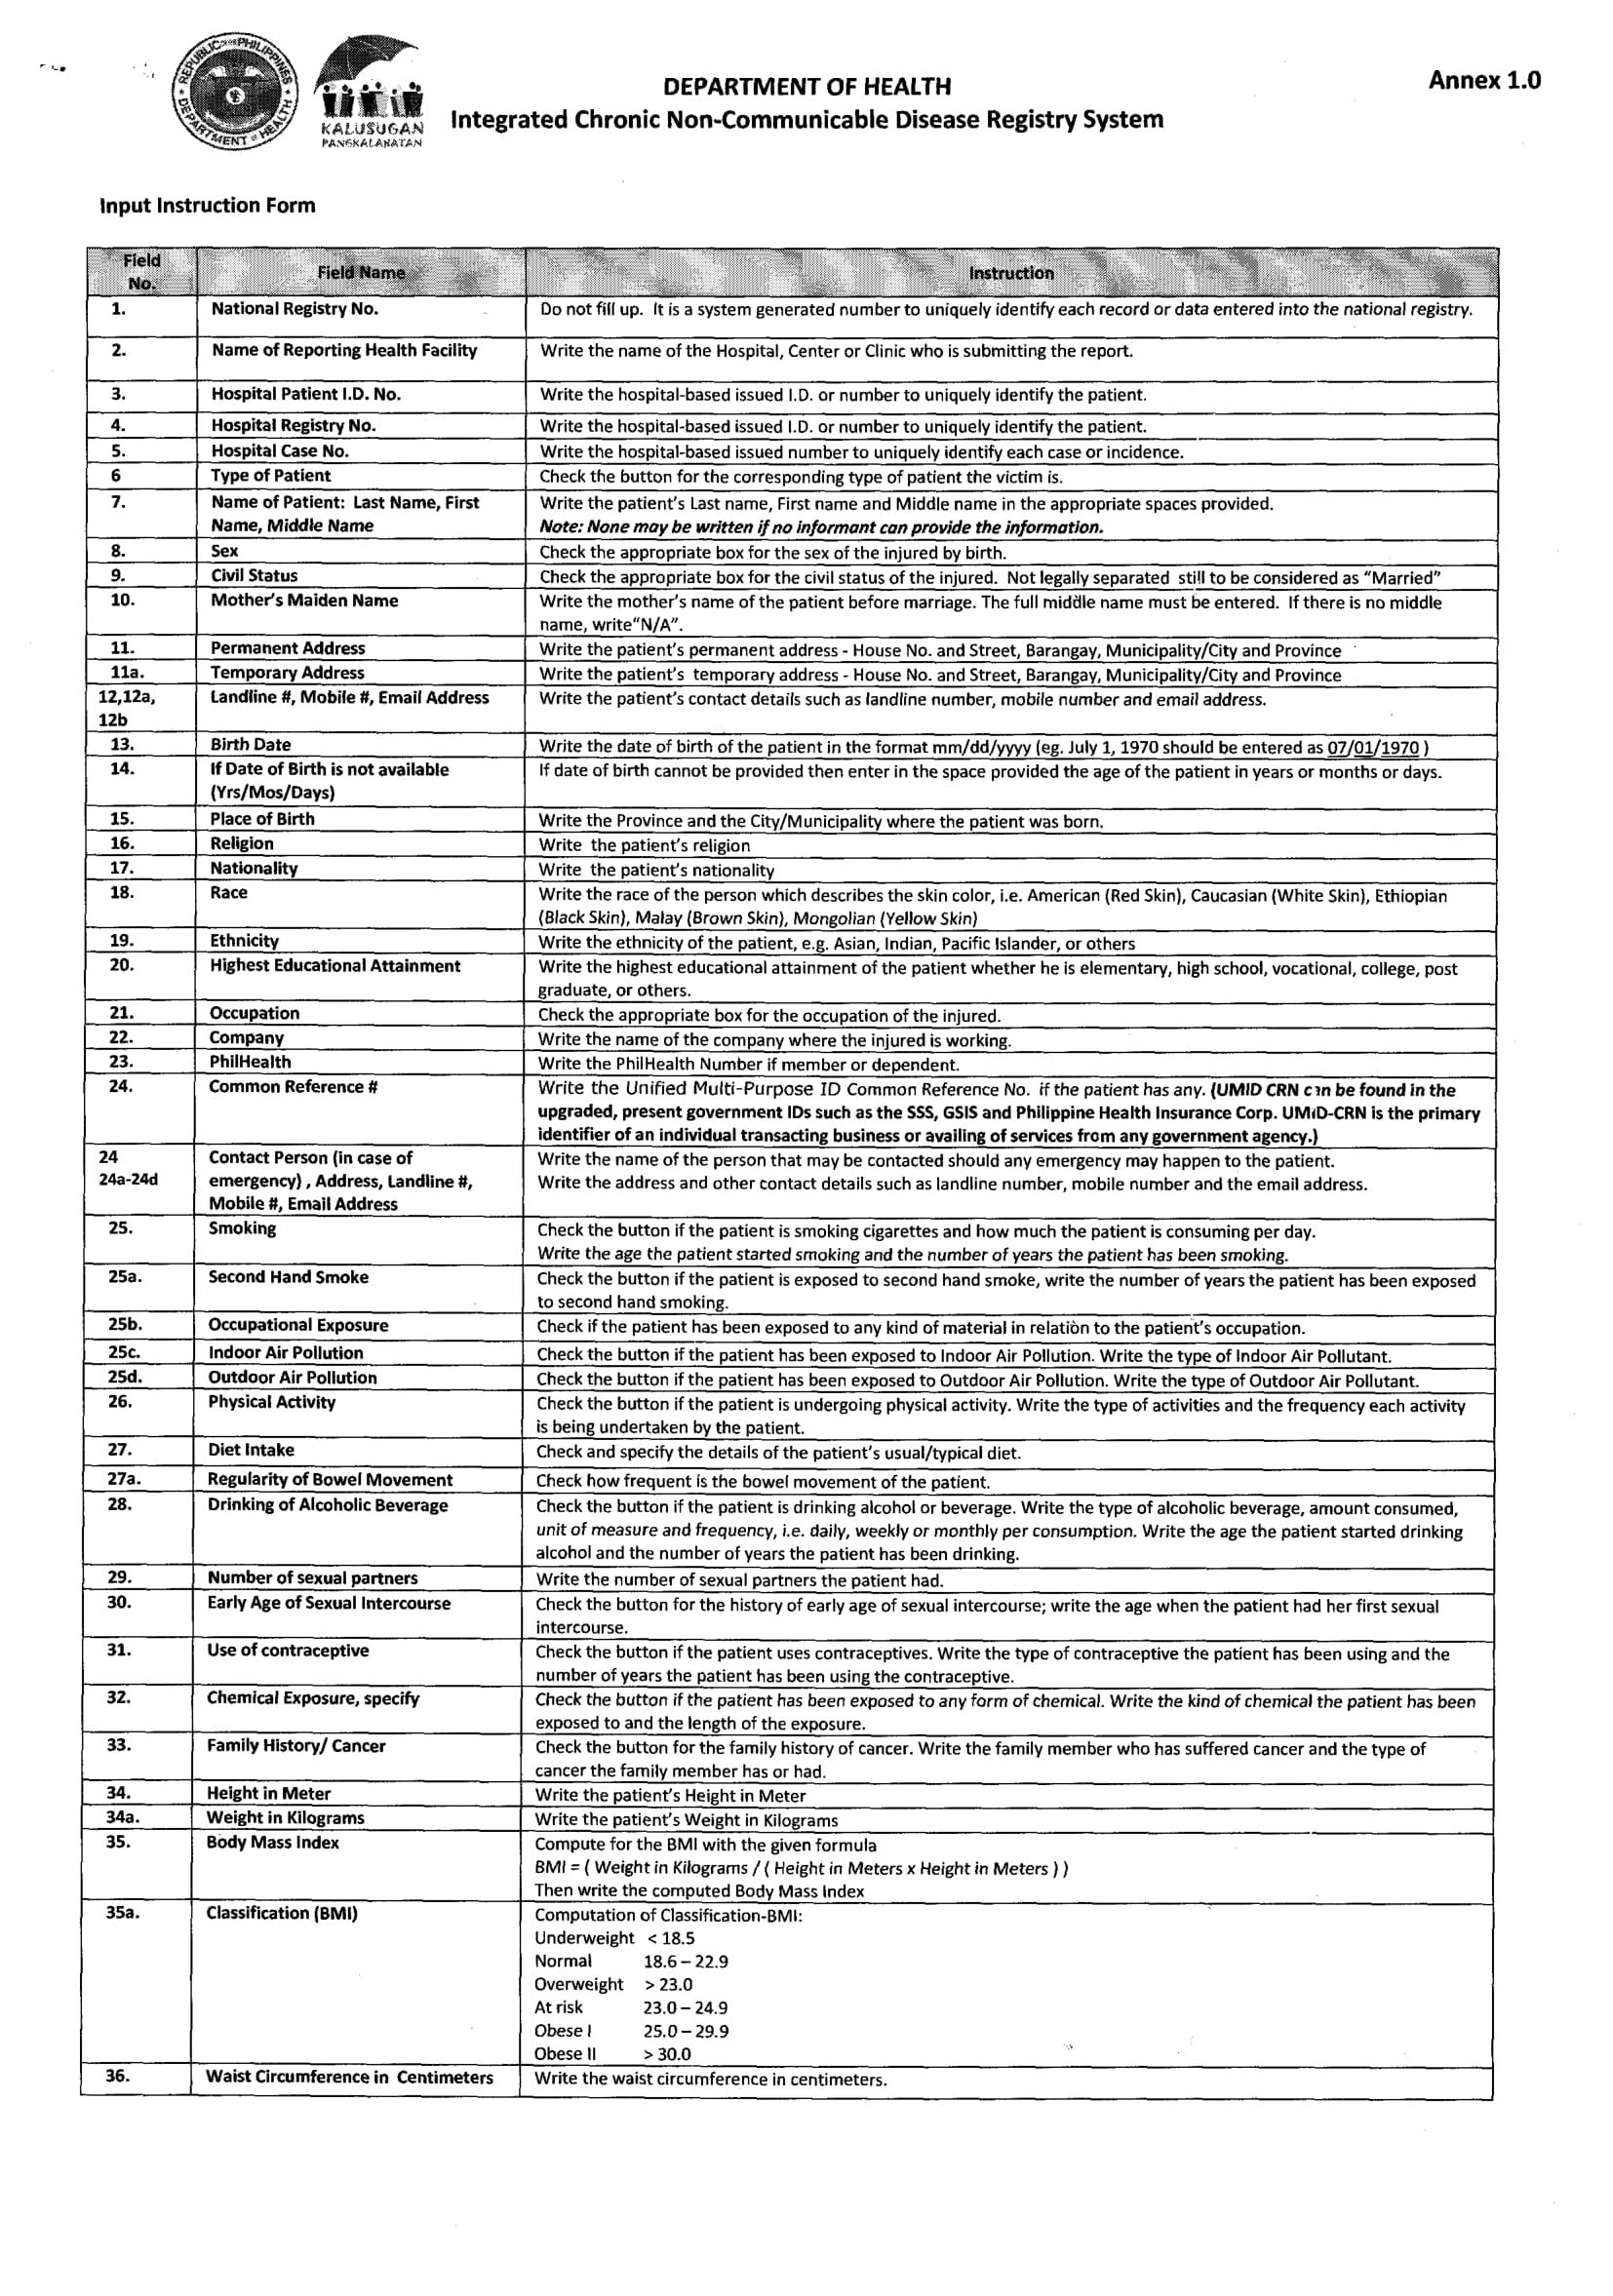 REPUBLIC OF THE PHILIPPINES
DEPARTMENT OF HEALTH
KALUSUGAN
PANGKALAHATAN
DEPARTMENT OF HEALTH
Integrated Chronic Non-Communicable Disease Registry System
Annex 1.0
Input Instruction Form
Field No. Field Name Instruction
1. National Registry No. Do not fill up. It is a system generated number to uniquely identify each record or data entered into the national registry.
2. Name of Reporting Health Facility Write the name of the Hospital, Center or Clinic who is submitting the report.
3. Hospital Patient I.D. No. Write the hospital-based issued I.D. or number to uniquely identify the patient.
4. Hospital Registry No. Write the hospital-based issued I.D. or number to uniquely identify the patient.
5. Hospital Case No. Write the hospital-based issued number to uniquely identify each case or incidence.
6 Type of Patient Check the button for the corresponding type of patient the victim is.
7. Name of Patient: Last Name, First Name, Middle Name Write the patient's Last name, First name and Middle name in the appropriate spaces provided.
Note: None may be written if no informant can provide the information.
8. Sex Check the appropriate box for the sex of the injured by birth.
9. Civil Status Check the appropriate box for the civil status of the injured. Not legally separated still to be considered as "Married"
10. Mother's Maiden Name Write the mother's name of the patient before marriage. The full middle name must be entered. If there is no middle
name, write"N/A".
11. Permanent Address Write the patient's permanent address - House No. and Street, Barangay, Municipality/City and Province
11a. Temporary Address Write the patient's temporary address - House No. and Street, Barangay, Municipality/City and Province
12,12a, 12b Landline #, Mobile #, Email Address Write the patient's contact details such as landline number, mobile number and email address.
13. Birth Date Write the date of birth of the patient in the format mm/dd/yyyy (eg. July 1, 1970 should be entered as 07/01/1970 )
14. If Date of Birth is not available (Yrs/Mos/Days) If date of birth cannot be provided then enter in the space provided the age of the patient in years or months or days.
15. Place of Birth Write the Province and the City/Municipality where the patient was born.
16. Religion Write the patient's religion
17. Nationality Write the patient's nationality
18. Race Write the race of the person which describes the skin color, i.e. American (Red Skin), Caucasian (White Skin), Ethiopian
(Black Skin), Malay (Brown Skin), Mongolian (Yellow Skin)
19. Ethnicity Write the ethnicity of the patient, e.g. Asian, Indian, Pacific Islander, or others
20. Highest Educational Attainment Write the highest educational attainment of the patient whether he is elementary, high school, vocational, college, post
graduate, or others.
21. Occupation Check the appropriate box for the occupation of the injured.
22. Company Write the name of the company where the injured is working.
23. PhilHealth Write the PhilHealth Number if member or dependent.
24. Common Reference # Write the Unified Multi-Purpose ID Common Reference No. if the patient has any. (UMID CRN can be found in the
upgraded, present government IDs such as the SSS, GSIS and Philippine Health Insurance Corp. UMID-CRN is the primary
identifier of an individual transacting business or availing of services from any government agency.)
24 24a-24d Contact Person (in case of emergency) , Address, Landline #, Mobile #, Email Address Write the name of the person that may be contacted should any emergency may happen to the patient.
Write the address and other contact details such as landline number, mobile number and the email address.
25. Smoking Check the button if the patient is smoking cigarettes and how much the patient is consuming per day.
Write the age the patient started smoking and the number of years the patient has been smoking.
25a. Second Hand Smoke Check the button if the patient is exposed to second hand smoke, write the number of years the patient has been exposed
to second hand smoking.
25b. Occupational Exposure Check if the patient has been exposed to any kind of material in relation to the patient's occupation.
25c. Indoor Air Pollution Check the button if the patient has been exposed to Indoor Air Pollution. Write the type of Indoor Air Pollutant.
25d. Outdoor Air Pollution Check the button if the patient has been exposed to Outdoor Air Pollution. Write the type of Outdoor Air Pollutant.
26. Physical Activity Check the button if the patient is undergoing physical activity. Write the type of activities and the frequency each activity
is being undertaken by the patient.
27. Diet Intake Check and specify the details of the patient's usual/typical diet.
27a. Regularity of Bowel Movement Check how frequent is the bowel movement of the patient.
28. Drinking of Alcoholic Beverage Check the button if the patient is drinking alcohol or beverage. Write the type of alcoholic beverage, amount consumed,
unit of measure and frequency, i.e. daily, weekly or monthly per consumption. Write the age the patient started drinking
alcohol and the number of years the patient has been drinking.
29. Number of sexual partners Write the number of sexual partners the patient had.
30. Early Age of Sexual Intercourse Check the button for the history of early age of sexual intercourse; write the age when the patient had her first sexual
intercourse.
31. Use of contraceptive Check the button if the patient uses contraceptives. Write the type of contraceptive the patient has been using and the
number of years the patient has been using the contraceptive.
32. Chemical Exposure, specify Check the button if the patient has been exposed to any form of chemical. Write the kind of chemical the patient has been
exposed to and the length of the exposure.
33. Family History/ Cancer Check the button for the family history of cancer. Write the family member who has suffered cancer and the type of
cancer the family member has or had.
34. Height in Meter Write the patient's Height in Meter
34a. Weight in Kilograms Write the patient's Weight in Kilograms
35. Body Mass Index Compute for the BMI with the given formula
BMI = ( Weight in Kilograms / ( Height in Meters x Height in Meters ) )
Then write the computed Body Mass Index
35a. Classification (BMI) Computation of Classification-BMI:
Underweight < 18.5
Normal 18.6 – 22.9
Overweight > 23.0
At risk 23.0 – 24.9
Obese I 25.0 – 29.9
Obese II > 30.0
36. Waist Circumference in Centimeters Write the waist circumference in centimeters.